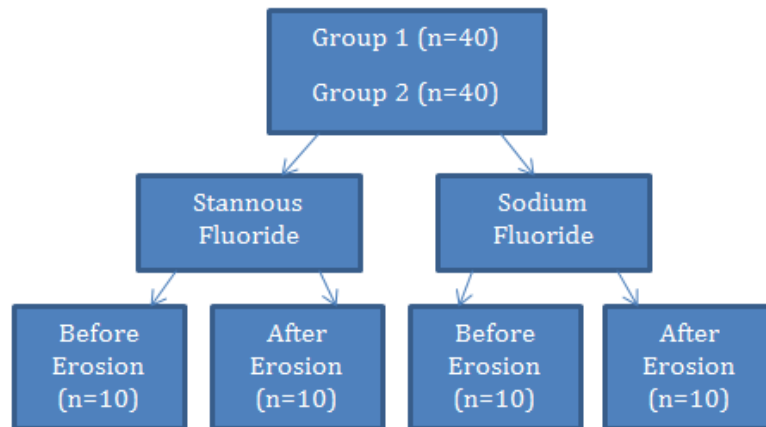 Group 1 (n=40)
Group 2 (n=40)
Stannous
Fluoride
Sodium
Fluoride
Before
Erosion
(n=10)
After
Erosion
(n=10)
Before
Erosion
(n=10)
After
Erosion
(n=10)